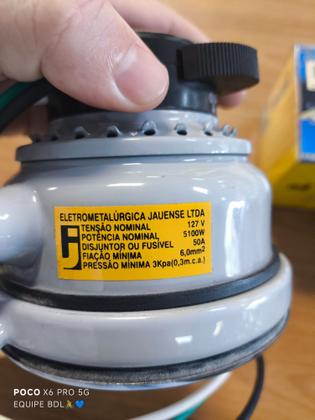 ELETROMETALÚRGICA JAUENSE LTDA
TENSÃO NOMINAL 127 V
POTÊNCIA NOMINAL 5100W
DISJUNTOR OU FUSÍVEL 50A
FIAÇÃO MÍNIMA 6,0mm²
PRESSÃO MÍNIMA 3Kpa(0,3m.c.a.)
POCO X6 PRO 5G
EQUIPE BDL🏃💙